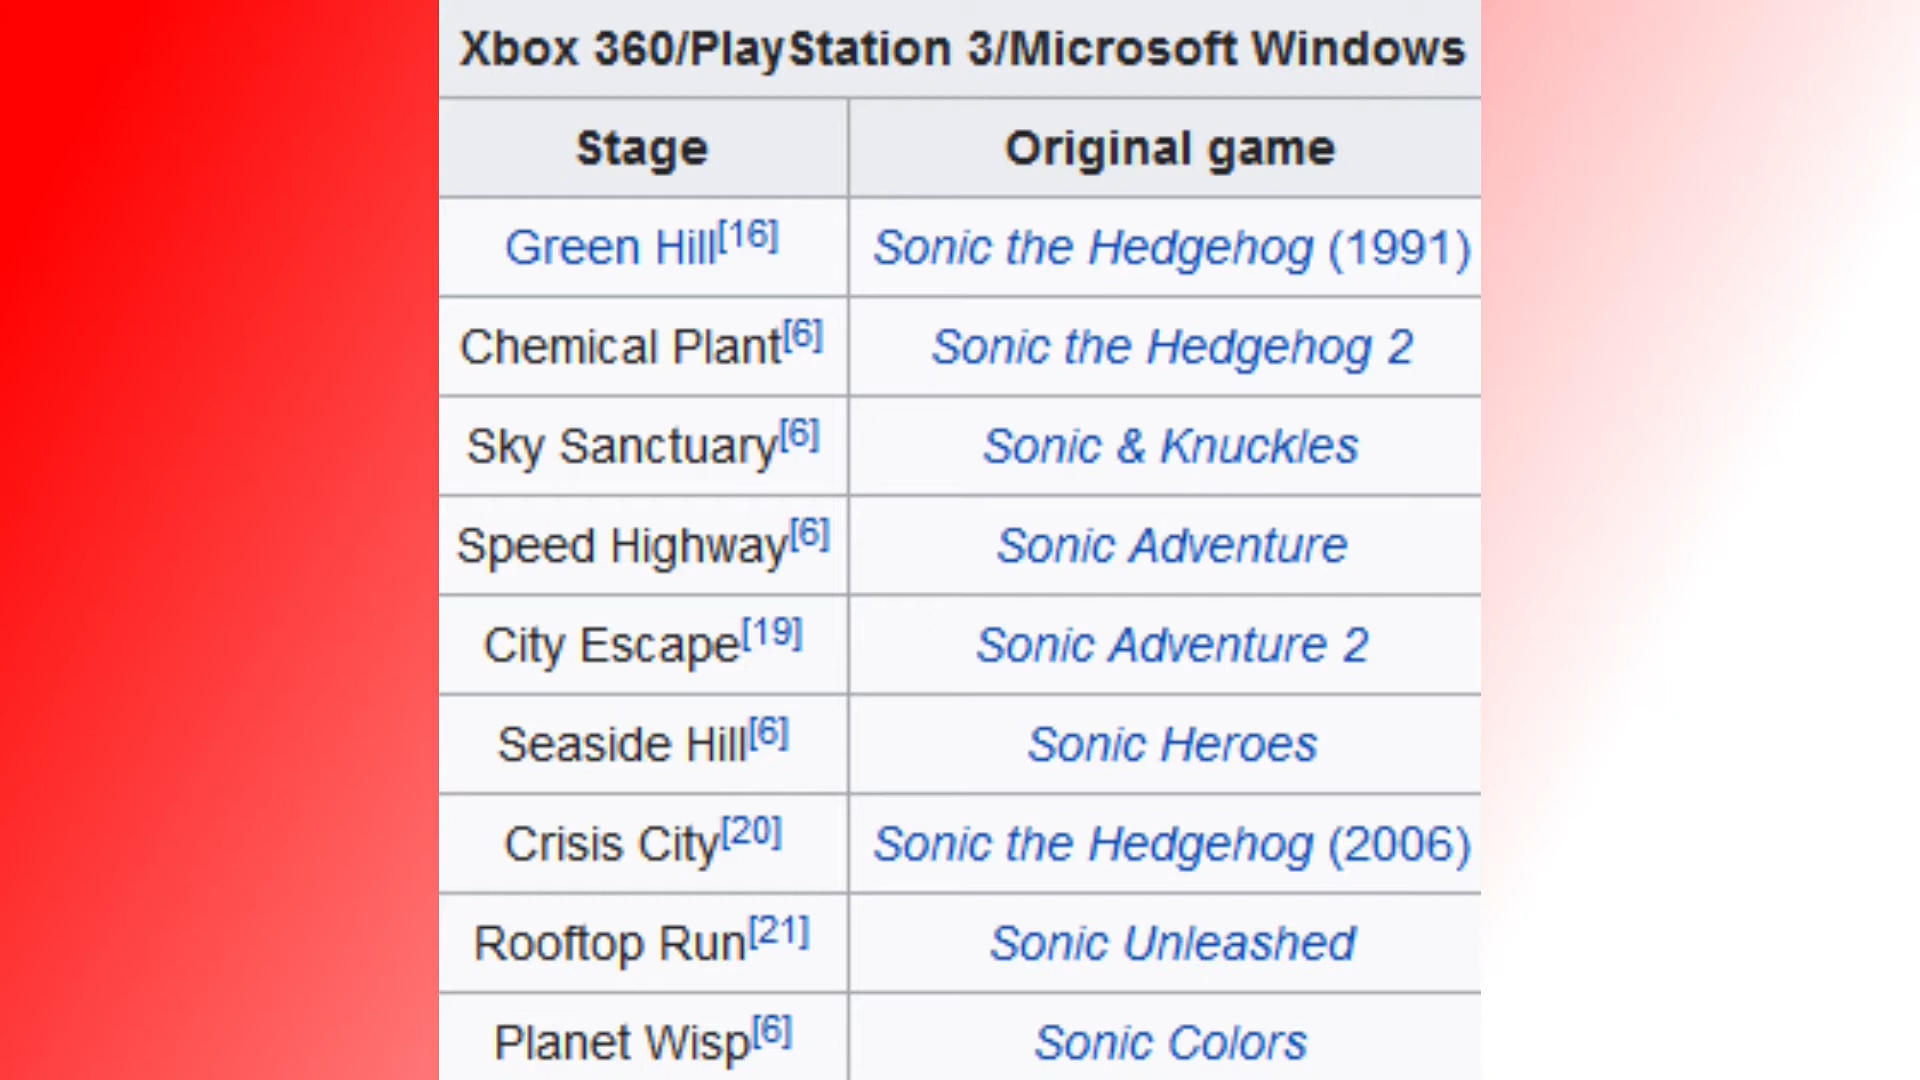 Xbox 360/PlayStation 3/Microsoft Windows
Stage Original game
Green Hill[16] Sonic the Hedgehog (1991)
Chemical Plant[6] Sonic the Hedgehog 2
Sky Sanctuary[6] Sonic & Knuckles
Speed Highway[6] Sonic Adventure
City Escape[19] Sonic Adventure 2
Seaside Hill[6] Sonic Heroes
Crisis City[20] Sonic the Hedgehog (2006)
Rooftop Run[21] Sonic Unleashed
Planet Wisp[6] Sonic Colors